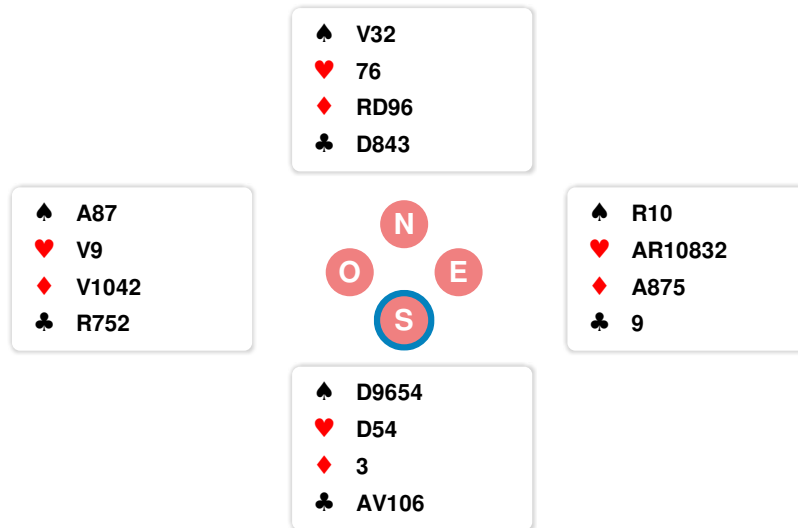 ♠ V32
♥ 76
♦ RD96
♣ D843
♠ A87
♥ V9
♦ V1042
♣ R752
N
O E
S
♠ R10
♥ AR10832
♦ A875
♣ 9
♠ D9654
♥ D54
♦ 3
♣ AV106